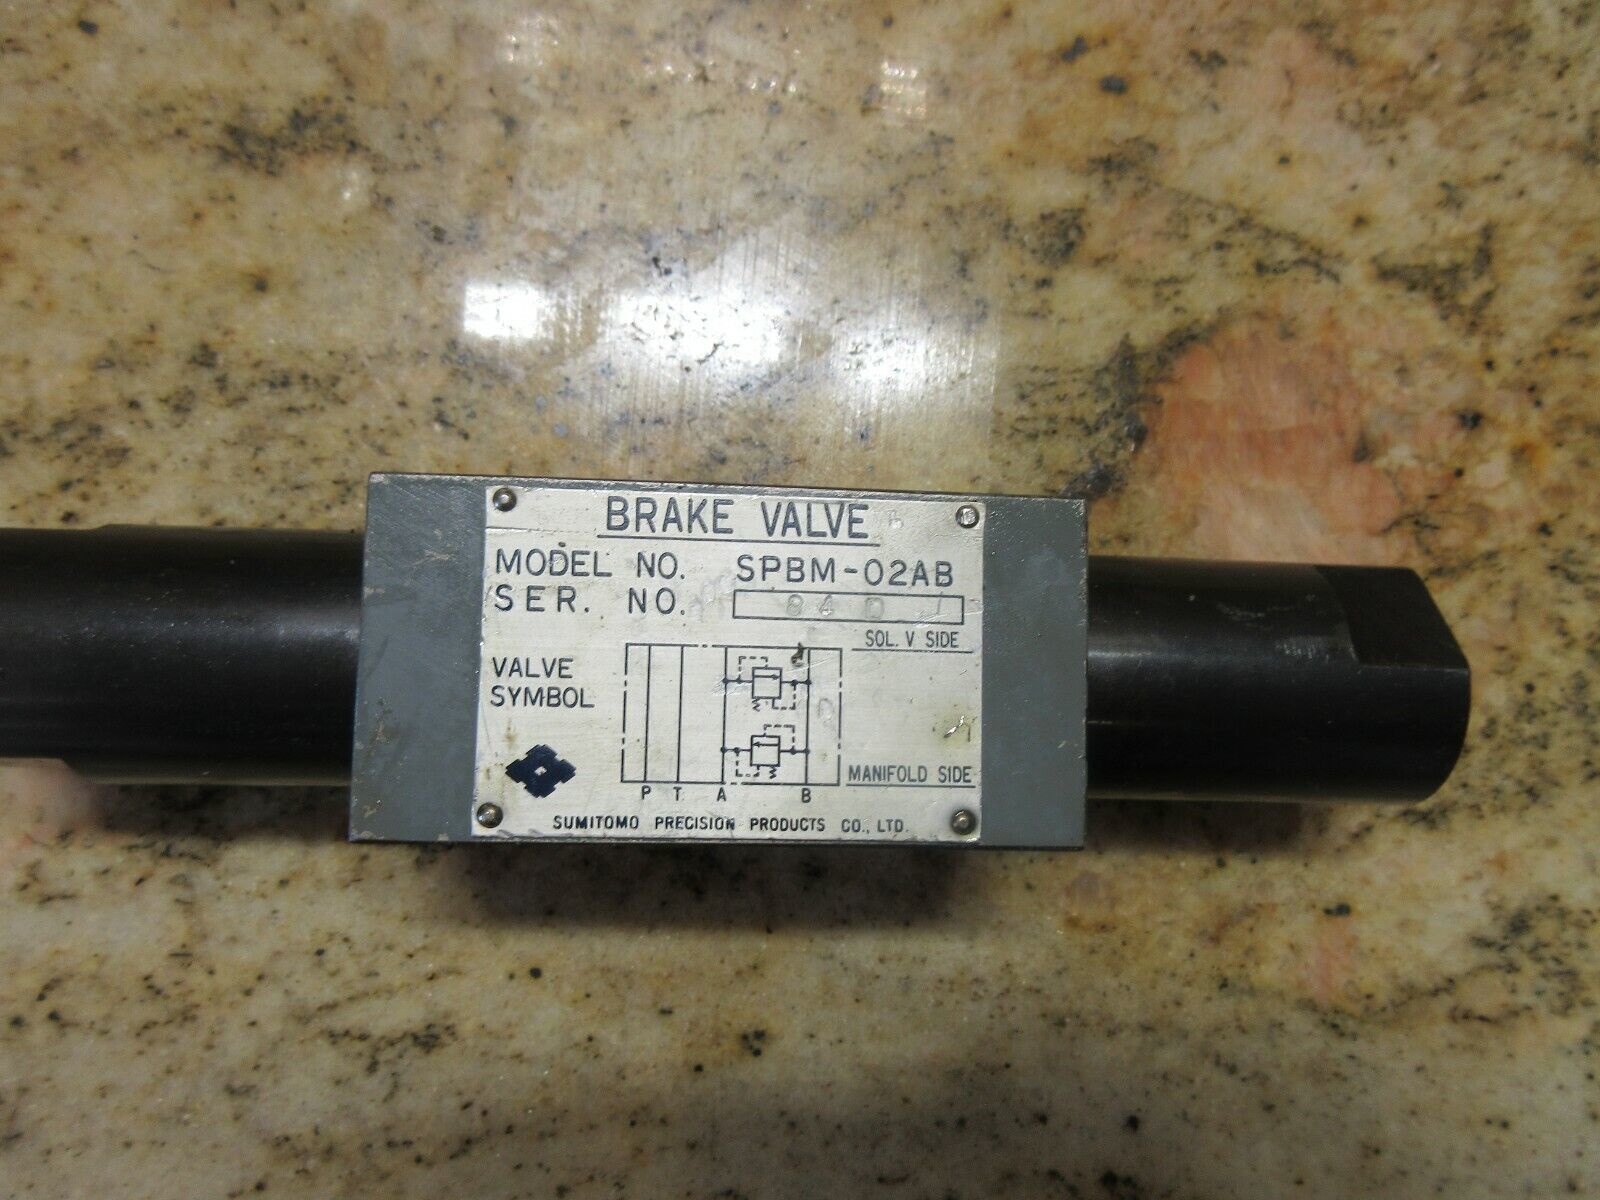 BRAKE VALVE
MODEL NO. SPBM-02AB
SER. NO. 84 D
SOL. V SIDE
VALVE
SYMBOL
MANIFOLD SIDE
P T A B
SUMITOMO PRECISION PRODUCTS CO., LTD.